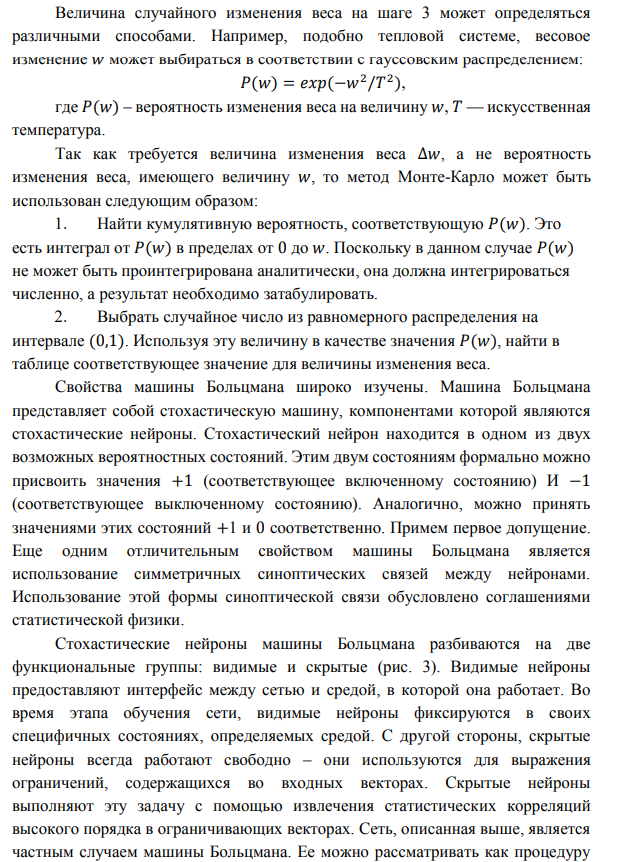 Величина случайного изменения веса на шаге 3 может определяться
различными способами. Например, подобно тепловой системе, весовое
изменение 𝑤 может выбираться в соответствии с гауссовским распределением:
𝑃(𝑤) = 𝑒𝑥𝑝(−𝑤²/𝑇²),
где 𝑃(𝑤) – вероятность изменения веса на величину 𝑤, 𝑇 — искусственная
температура.
Так как требуется величина изменения веса Δ𝑤, а не вероятность
изменения веса, имеющего величину 𝑤, то метод Монте-Карло может быть
использован следующим образом:
1. Найти кумулятивную вероятность, соответствующую 𝑃(𝑤). Это
есть интеграл от 𝑃(𝑤) в пределах от 0 до 𝑤. Поскольку в данном случае 𝑃(𝑤)
не может быть проинтегрирована аналитически, она должна интегрироваться
численно, а результат необходимо затабулировать.
2. Выбрать случайное число из равномерного распределения на
интервале (0,1). Используя эту величину в качестве значения 𝑃(𝑤), найти в
таблице соответствующее значение для величины изменения веса.
Свойства машины Больцмана широко изучены. Машина Больцмана
представляет собой стохастическую машину, компонентами которой являются
стохастические нейроны. Стохастический нейрон находится в одном из двух
возможных вероятностных состояний. Этим двум состояниям формально можно
присвоить значения +1 (соответствующее включенному состоянию) И −1
(соответствующее выключенному состоянию). Аналогично, можно принять
значениями этих состояний +1 и 0 соответственно. Примем первое допущение.
Еще одним отличительным свойством машины Больцмана является
использование симметричных синоптических связей между нейронами.
Использование этой формы синоптической связи обусловлено соглашениями
статистической физики.
Стохастические нейроны машины Больцмана разбиваются на две
функциональные группы: видимые и скрытые (рис. 3). Видимые нейроны
предоставляют интерфейс между сетью и средой, в которой она работает. Во
время этапа обучения сети, видимые нейроны фиксируются в своих
специфичных состояниях, определяемых средой. С другой стороны, скрытые
нейроны всегда работают свободно – они используются для выражения
ограничений, содержащихся во входных векторах. Скрытые нейроны
выполняют эту задачу с помощью извлечения статистических корреляций
высокого порядка в ограничивающих векторах. Сеть, описанная выше, является
частным случаем машины Больцмана. Ее можно рассматривать как процедуру